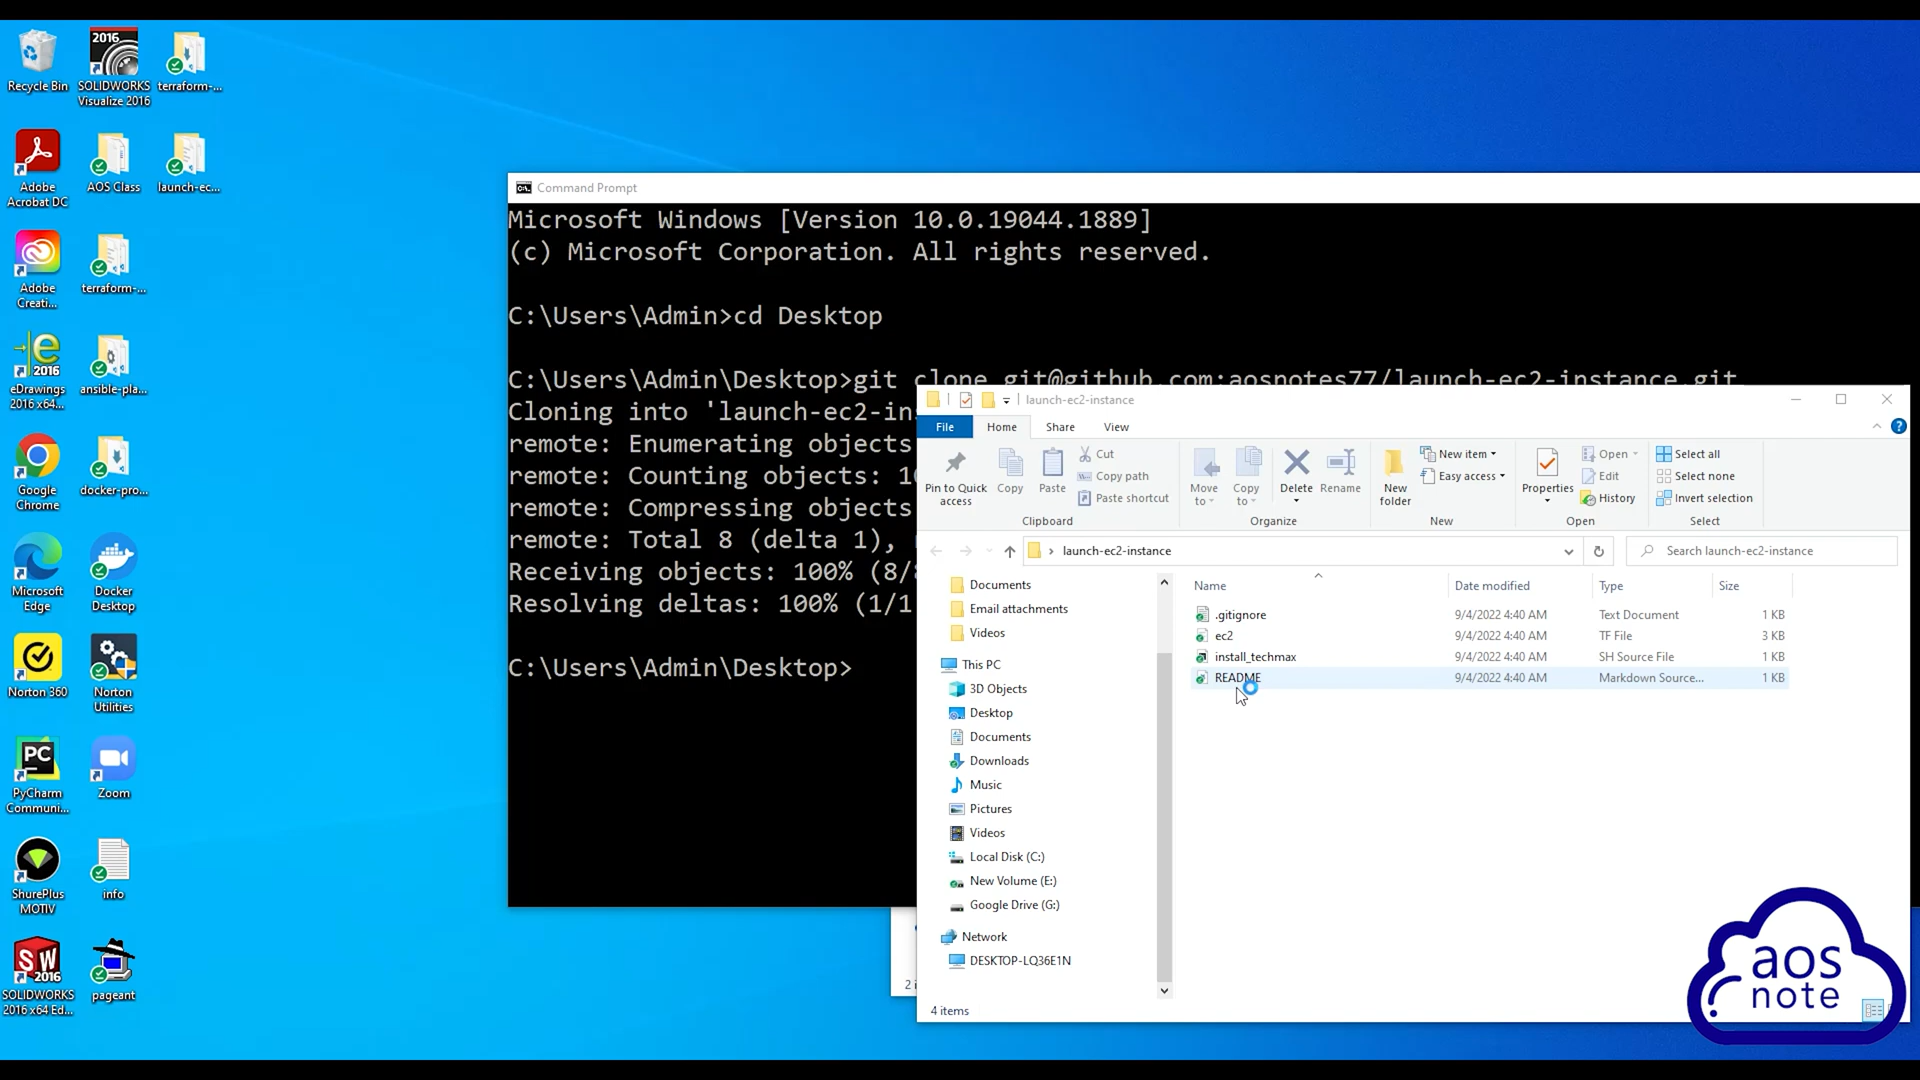 Recycle Bin
2016
SOLIDWORKS
Visualize 2016
terraform-...
Adobe
Acrobat DC
AOS Class
launch-ec...
Adobe
Creati...
terraform-...
2016
eDrawings
2016 x64...
ansible-pla...
Google
Chrome
docker-pro...
Microsoft
Edge
Docker
Desktop
Norton 360
Norton
Utilities
PC
PyCharm
Communi...
Zoom
ShurePlus
MOTIV
info
SW
2016
SOLIDWORKS
2016 x64 Ed...
pageant
C:\.
Command Prompt
Microsoft Windows [Version 10.0.19044.1889]
(c) Microsoft Corporation. All rights reserved.
C:\Users\Admin>cd Desktop
C:\Users\Admin\Desktop>git clone git@github.com:aosnotes77/launch-ec2-instance.git
Cloning into 'launch-ec2-in
remote: Enumerating objects
remote: Counting objects: 1
remote: Compressing objects
remote: Total 8 (delta 1),
Receiving objects: 100% (8/
Resolving deltas: 100% (1/1
C:\Users\Admin\Desktop>
launch-ec2-instance
File Home Share View
Pin to Quick
access
Copy
Paste
Cut
Copy path
Paste shortcut
Clipboard
Move
to
Copy
to
Delete
Rename
Organize
New
folder
New item
Easy access
New
Properties
Open
Edit
History
Open
Select all
Select none
Invert selection
Select
launch-ec2-instance
Search launch-ec2-instance
Documents
Email attachments
Videos
This PC
3D Objects
Desktop
Documents
Downloads
Music
Pictures
Videos
Local Disk (C:)
New Volume (E:)
Google Drive (G:)
Network
DESKTOP-LQ36E1N
Name Date modified Type Size
.gitignore 9/4/2022 4:40 AM Text Document 1 KB
ec2 9/4/2022 4:40 AM TF File 3 KB
install_techmax 9/4/2022 4:40 AM SH Source File 1 KB
README 9/4/2022 4:40 AM Markdown Source... 1 KB
2 i
4 items
aos
note